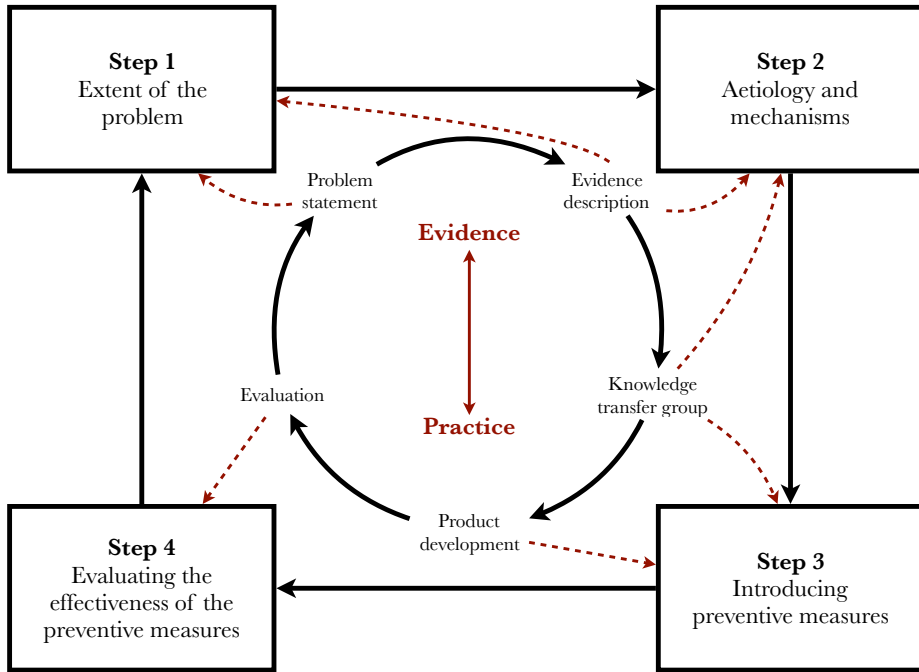 Step 1
Extent of the
problem
Step 2
Aetiology and
mechanisms
Problem
statement
Evidence
description
Evidence
Evaluation
Knowledge
transfer group
Practice
Product
development
Step 4
Evaluating the
effectiveness of the
preventive measures
Step 3
Introducing
preventive measures